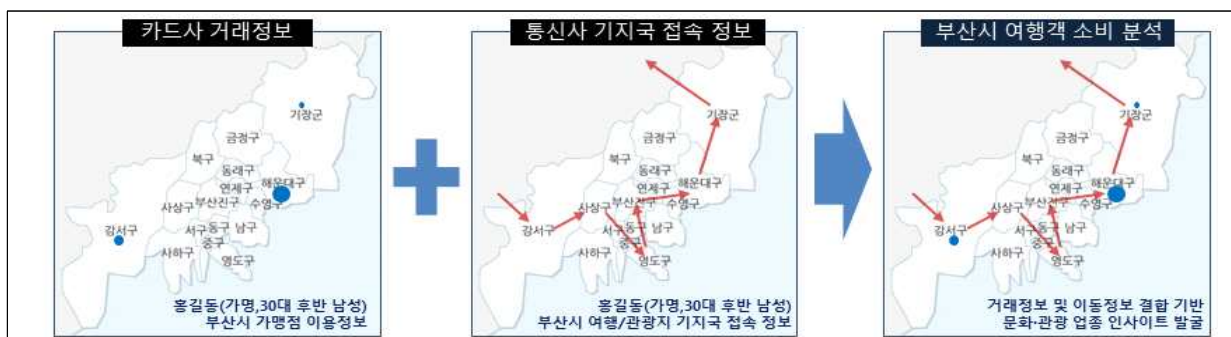 카드사 거래정보
기장군
금정구
북구
동래구
연제구
해운대구
사상구
부산진구
수영구
강서구
서구
동구
남구
중구
사하구
영도구
홍길동(가명,30대 후반 남성)
부산시 가맹점 이용정보
통신사 기지국 접속 정보
기장군
금정구
북구
동래구
연제구
해운대구
사상구
부산진구
수영구
강서구
서구
동구
남구
중구
사하구
영도구
홍길동(가명,30대 후반 남성)
부산시 여행/관광지 기지국 접속 정보
부산시 여행객 소비 분석
기장군
금정구
북구
동래구
연제구
해운대구
사상구
부산진구
수영구
강서구
서구
동구
남구
중구
사하구
영도구
거래정보 및 이동정보 결합 기반
문화·관광 업종 인사이트 발굴